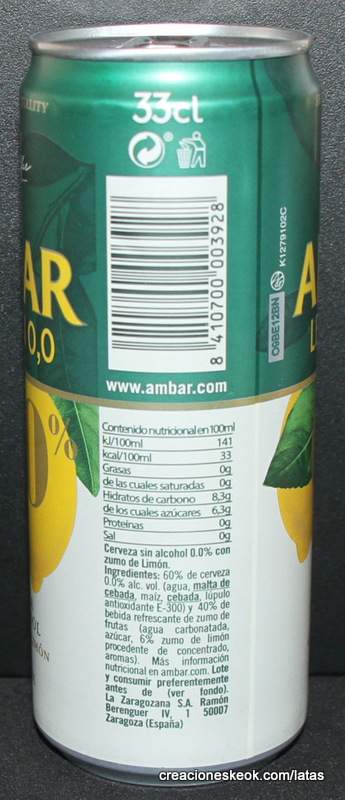 ALITY
33cl
8 410700 003928
O9BE12BN
K1279102C
AR
0,0
A
L
www.ambar.com
0%
Contenido nutricional en 100ml
kJ/100ml 141
kcal/100ml 33
Grasas 0g
de las cuales saturadas 0g
Hidratos de carbono 8,3g
de los cuales azúcares 6,3g
Proteínas 0g
Sal 0g
Cerveza sin alcohol 0.0% con
zumo de Limón.
Ingredientes: 60% de cerveza
0.0% alc. vol. (agua, malta de
cebada, maíz, cebada, lúpulo
antioxidante E-300) y 40% de
bebida refrescante de zumo de
frutas (agua carbonatada,
azúcar, 6% zumo de limón
procedente de concentrado,
aromas). Más información
nutricional en ambar.com. Lote
y consumir preferentemente
antes de (ver fondo).
La Zaragozana S.A. Ramón
Berenguer IV, 1 50007
Zaragoza (España)
OL
MÓN
creacioneskeok.com/latas